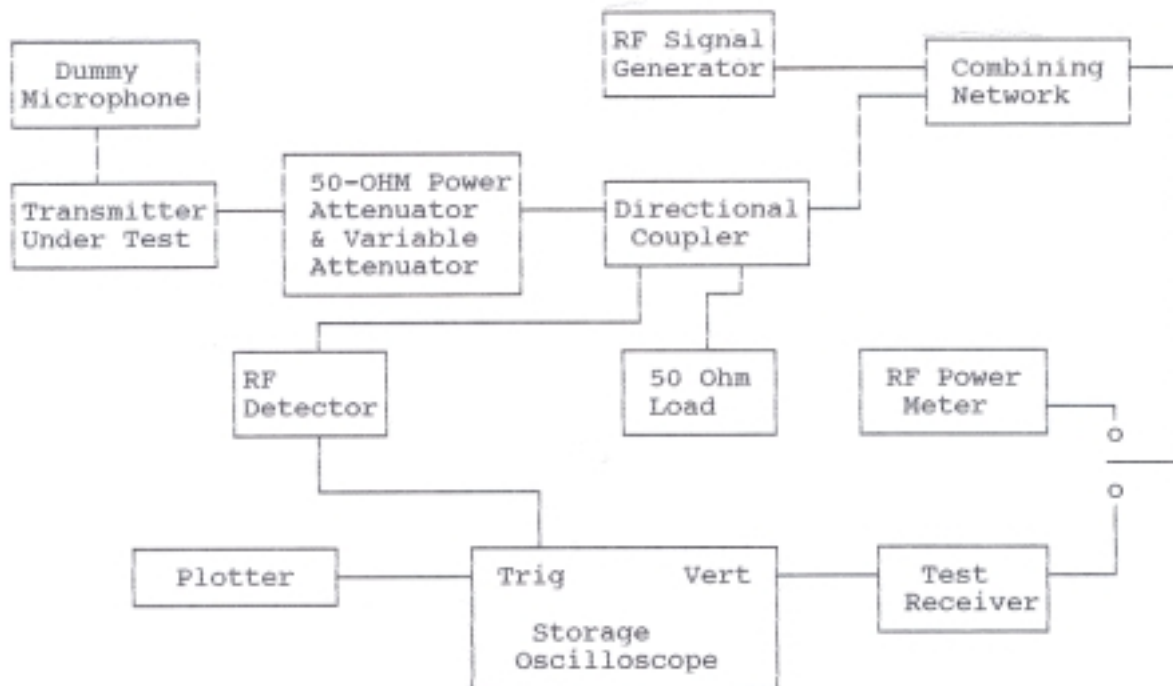 Dummy
Microphone
RF Signal
Generator
Combining
Network
Transmitter
Under Test
50-OHM Power
Attenuator
& Variable
Attenuator
Directional
Coupler
RF
Detector
50 Ohm
Load
RF Power
Meter
Plotter
Trig Vert
Storage
Oscilloscope
Test
Receiver